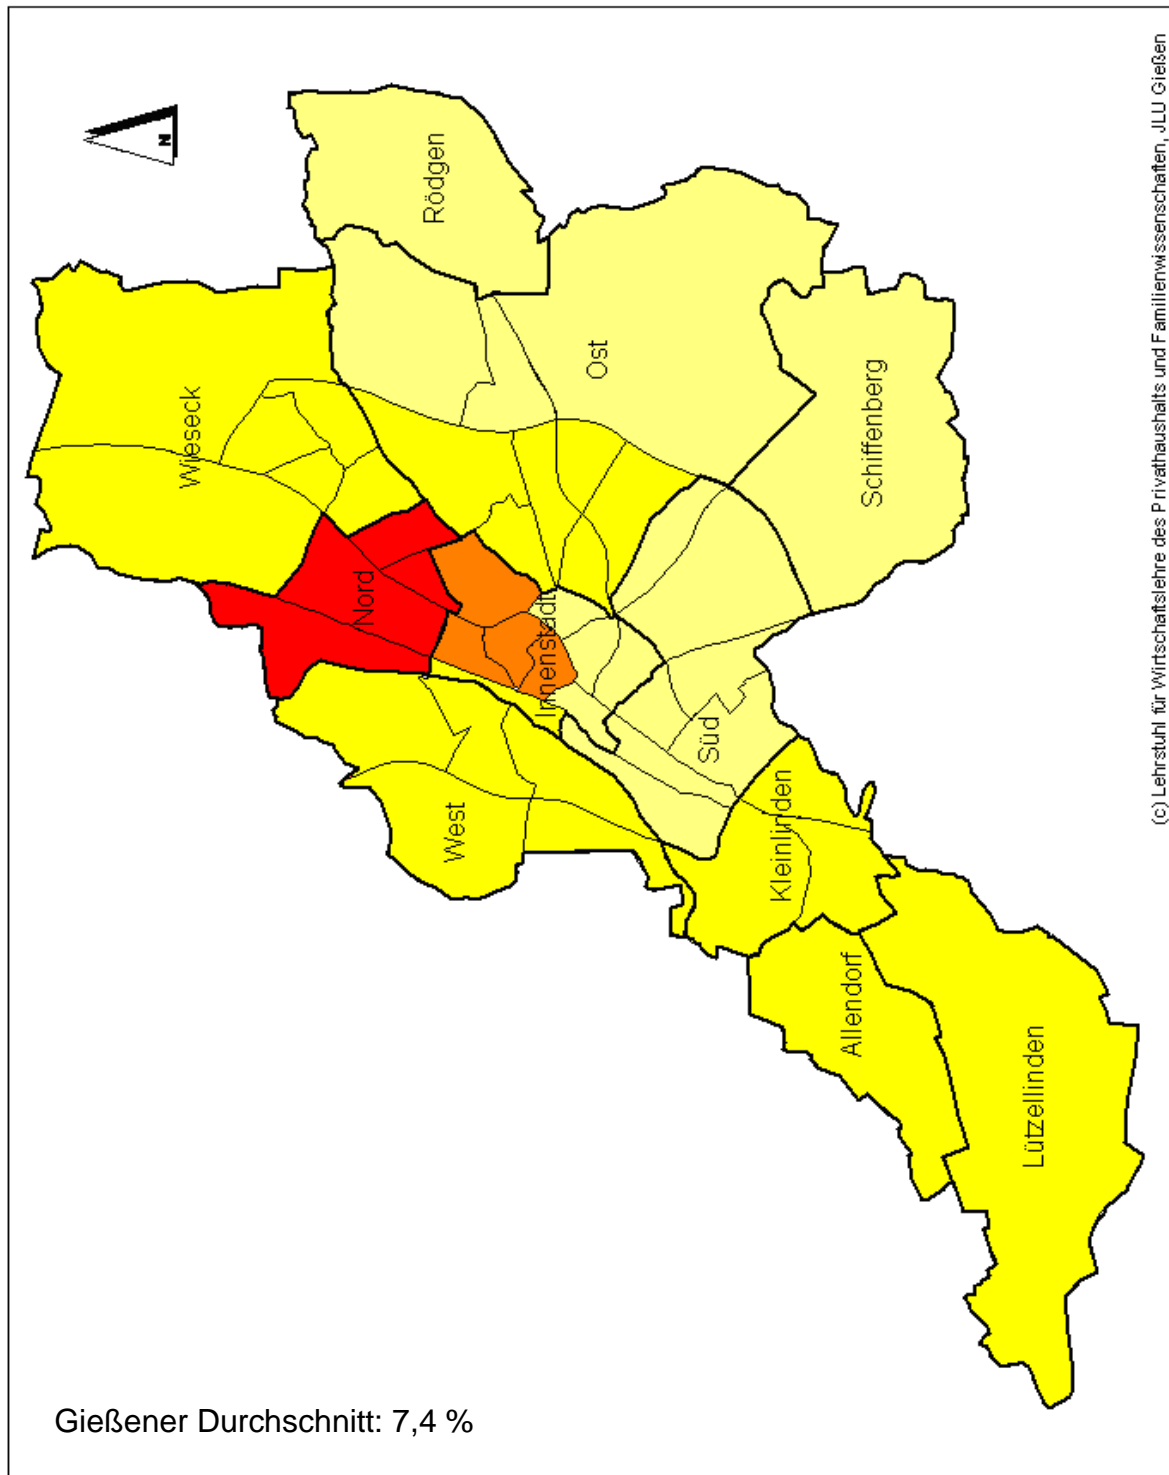 N
Rödgen
Wieseck
Ost
Nord
Schiffenberg
Innenstadt
West
Süd
Kleinlinden
Allendorf
Lützellinden
Gießener Durchschnitt: 7,4 %
(c) Lehrstuhl für Wirtschaftslehre des Privathaushalts und Familienwissenschaften, JLU Gießen